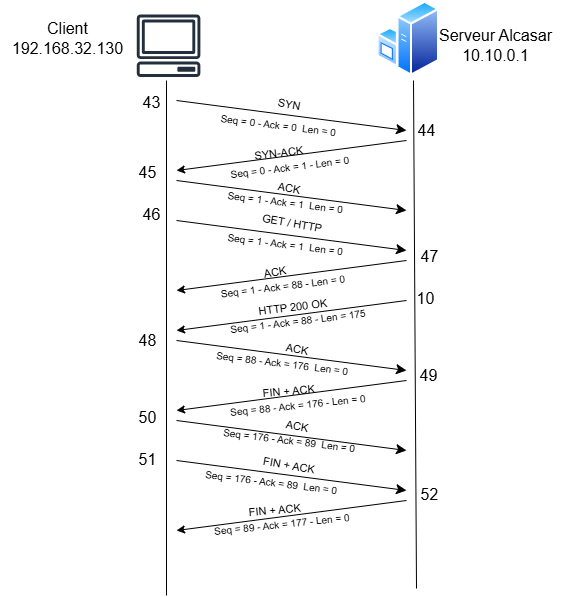 Client
192.168.32.130
Serveur Alcasar
10.10.0.1
43
SYN
Seq = 0 - Ack = 0 Len = 0
44
SYN-ACK
Seq = 0 - Ack = 1 - Len = 0
45
ACK
Seq = 1 - Ack = 1 Len = 0
46
GET / HTTP
Seq = 1 - Ack = 1 Len = 0
47
ACK
Seq = 1 - Ack = 88 - Len = 0
10
HTTP 200 OK
Seq = 1 - Ack = 88 - Len = 175
48
ACK
Seq = 88 - Ack = 176 Len = 0
49
FIN + ACK
Seq = 88 - Ack = 176 - Len = 0
50
ACK
Seq = 176 - Ack = 89 Len = 0
51
FIN + ACK
Seq = 176 - Ack = 89 Len = 0
52
FIN + ACK
Seq = 89 - Ack = 177 - Len = 0